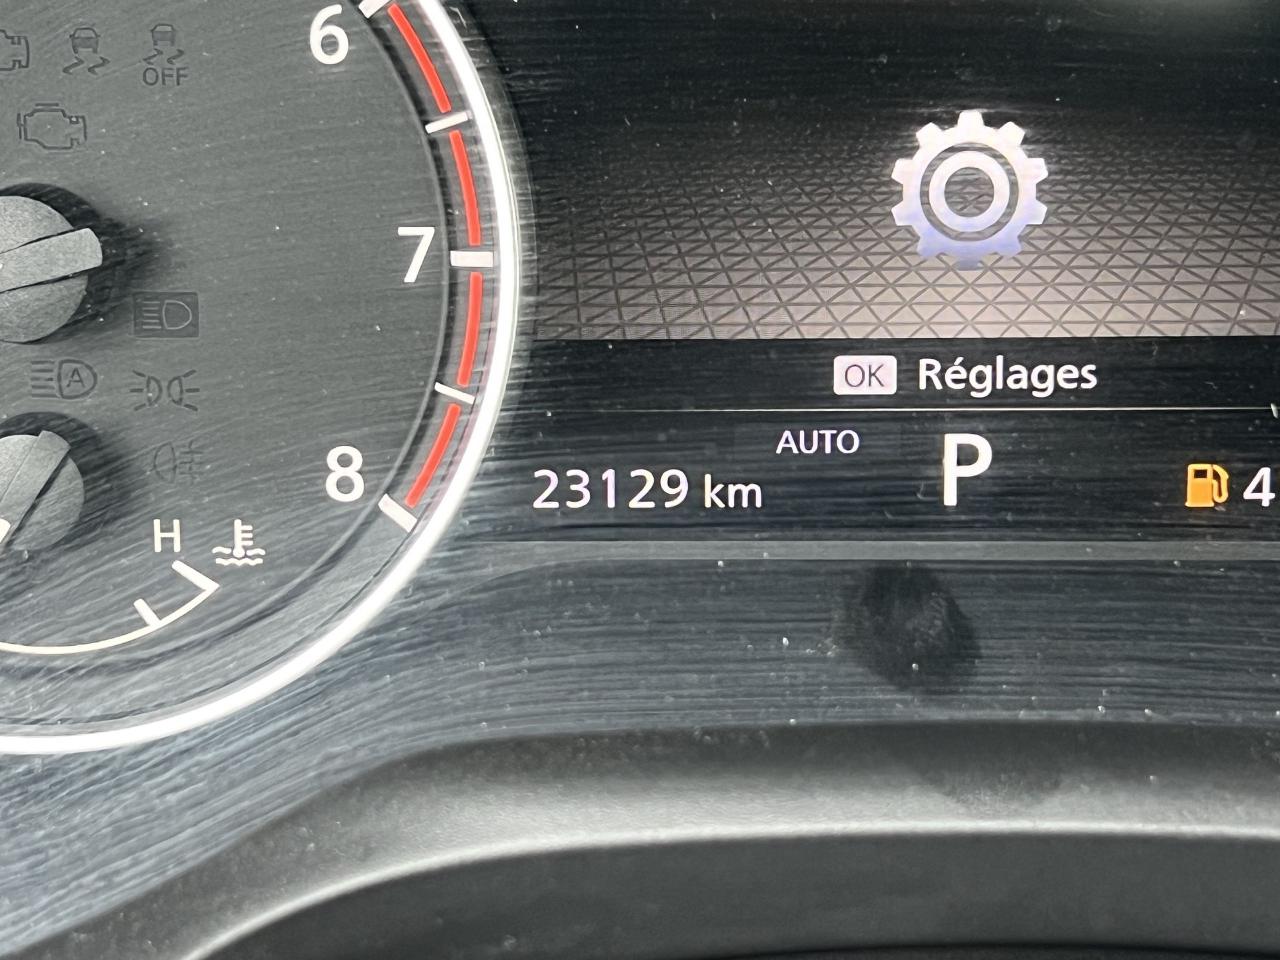 6
OFF
7
A
OK Réglages
AUTO
P
8
23129 km
4
H